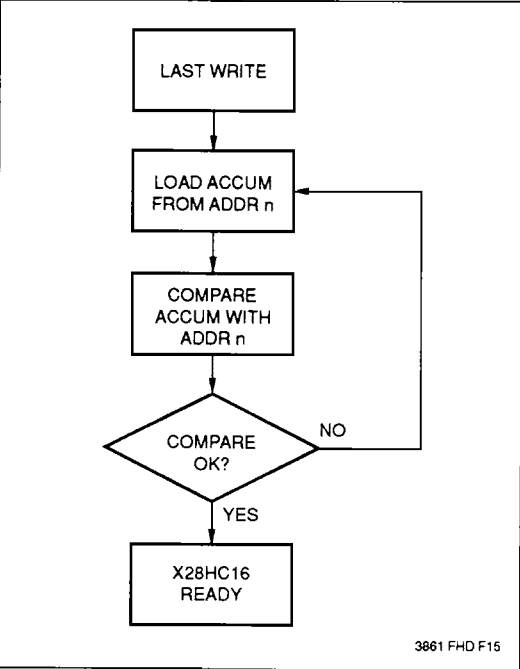 LAST WRITE
LOAD ACCUM
FROM ADDR n
COMPARE
ACCUM WITH
ADDR n
COMPARE
OK?
NO
YES
X28HC16
READY
3861 FHD F15